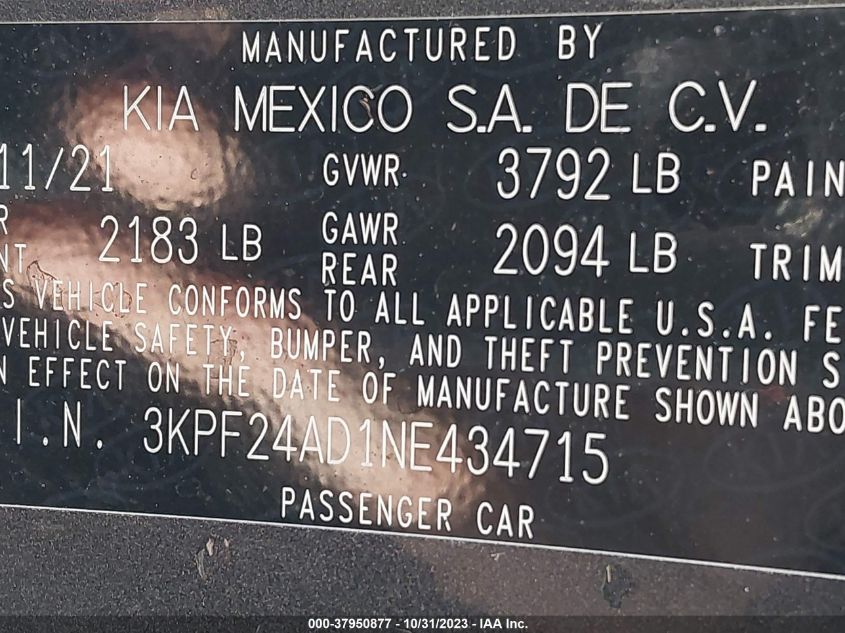 MANUFACTURED BY
KIA MEXICO S.A. DE C.V.
11/21 GVWR 3792 LB PAIN
R 2183 LB GAWR 2094 LB TRIM
NT REAR
S VEHICLE CONFORMS TO ALL APPLICABLE U.S.A. FE
VEHICLE SAFETY, BUMPER, AND THEFT PREVENTION S
N EFFECT ON THE DATE OF MANUFACTURE SHOWN ABO
I.N. 3KPF24AD1NE434715
PASSENGER CAR
000-37950877 - 10/31/2023 - IAA Inc.